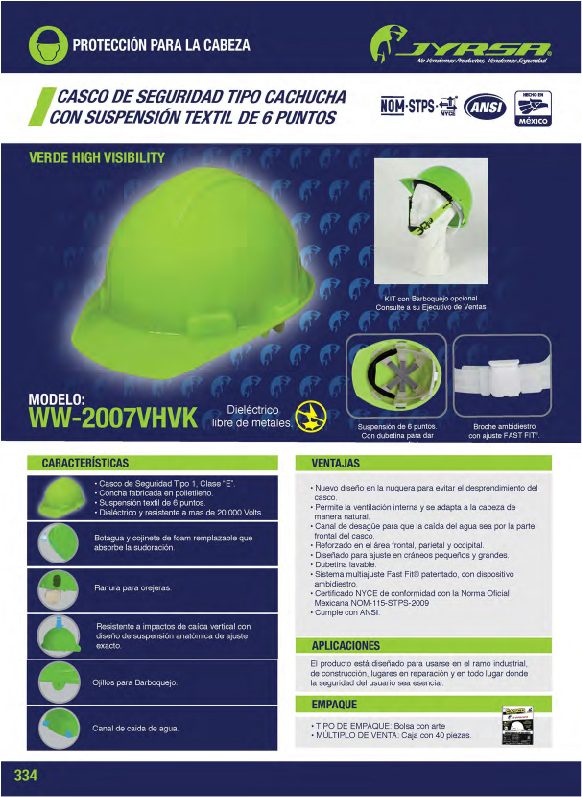 PROTECCIÓN PARA LA CABEZA
JYRSA
No Vendemos Productos, Vendemos Seguridad
CASCO DE SEGURIDAD TIPO CACHUCHA
CON SUSPENSIÓN TEXTIL DE 6 PUNTOS
NOM-STPS-
NYCE
ANSI
HECHO EN
MÉXICO
VERDE HIGH VISIBILITY
KIT con Barboquejo opcional
Consulte a su Ejecutivo de Ventas
MODELO:
WW-2007VHVK
Dieléctrico
libre de metales.
Suspensión de 6 puntos.
Con dubetina para dar
Broche ambidiestro
con ajuste FAST FIT®.
CARACTERÍSTICAS
• Casco de Seguridad Tipo 1, Clase "E".
• Concha fabricada en polietileno.
• Suspensión textil de 6 puntos.
• Dieléctrico y resistente a mas de 20,000 Volts.
Botagua y cojinete de foam remplazable que
absorbe la sudoración.
Ranura para orejeras.
Resistente a impactos de caída vertical con
diseño de suspensión anatómica de ajuste
exacto.
Ojillos para Barboquejo.
Canal de caída de agua.
VENTAJAS
• Nuevo diseño en la nuquera para evitar el desprendimiento del
casco.
• Permite la ventilación interna y se adapta a la cabeza de
manera natural.
• Canal de desagüe para que la caída del agua sea por la parte
frontal del casco.
• Reforzado en el área frontal, parietal y occipital.
• Diseñado para ajuste en cráneos pequeños y grandes.
• Dubetina lavable.
• Sistema multiajuste Fast Fit® patentado, con dispositivo
ambidiestro.
• Certificado NYCE de conformidad con la Norma Oficial
Mexicana NOM-115-STPS-2009
• Cumple con ANSI.
APLICACIONES
El producto está diseñado para usarse en el ramo industrial,
de construcción, lugares en reparación y en todo lugar donde
la seguridad del usuario sea esencial.
EMPAQUE
• TIPO DE EMPAQUE: Bolsa con arte
• MÚLTIPLO DE VENTA: Caja con 40 piezas.
334